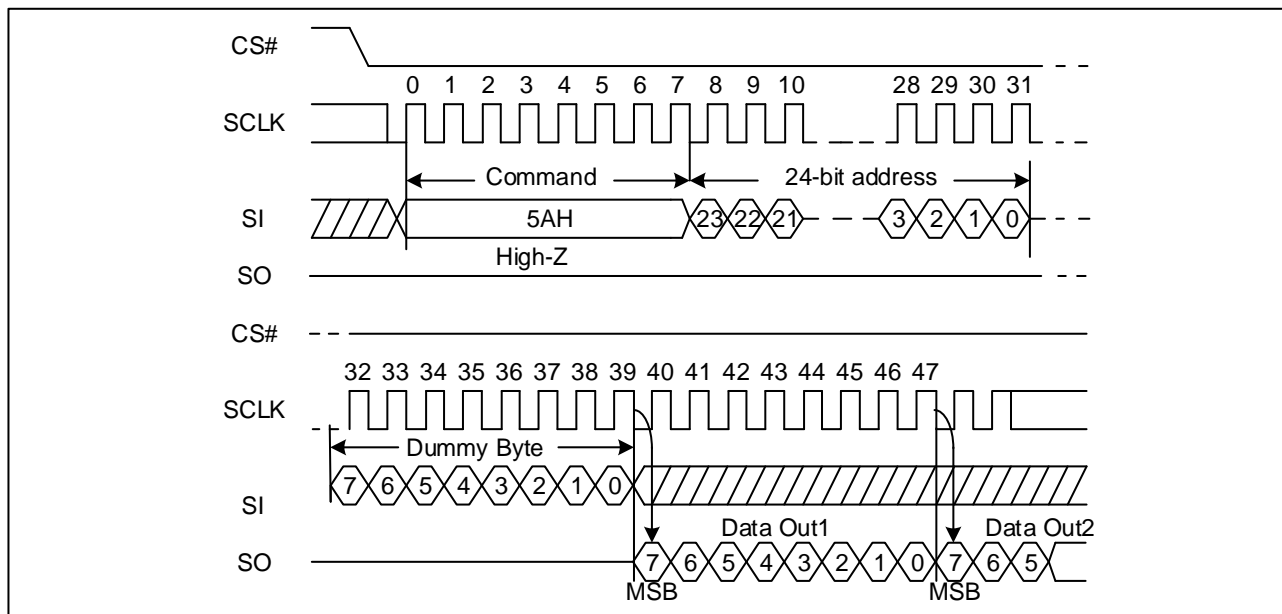 CS#
0 1 2 3 4 5 6 7 8 9 10 28 29 30 31
SCLK
Command 24-bit address
SI 5AH 23 22 21 3 2 1 0
High-Z
SO
CS#
32 33 34 35 36 37 38 39 40 41 42 43 44 45 46 47
SCLK
Dummy Byte
7 6 5 4 3 2 1 0
SI
Data Out1 Data Out2
SO 7 6 5 4 3 2 1 0 7 6 5
MSB MSB